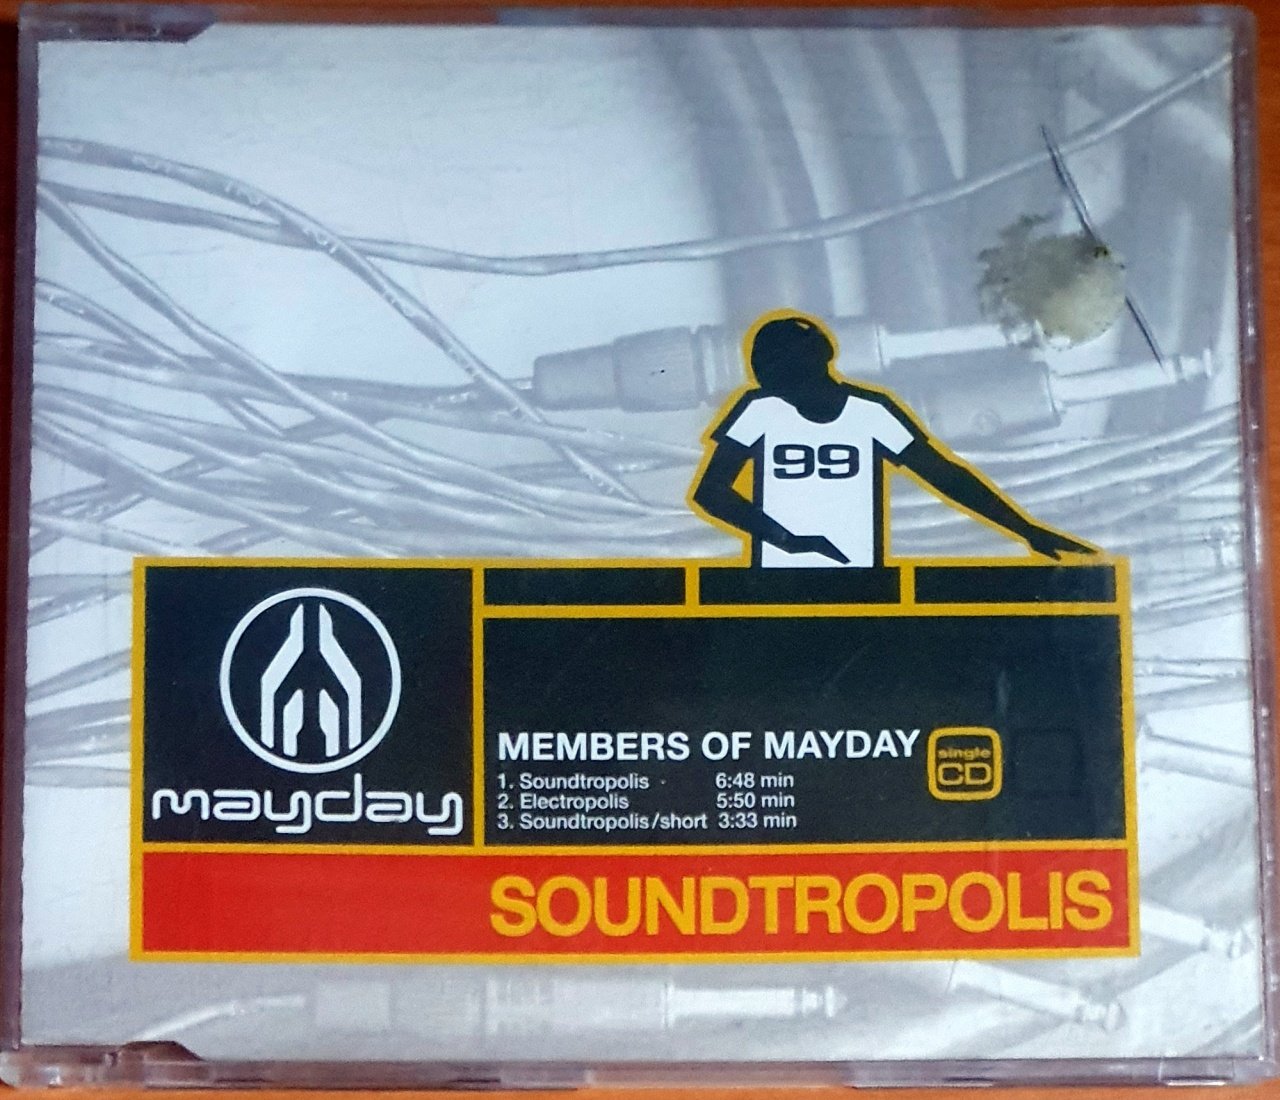 99
mayday
MEMBERS OF MAYDAY
single
CD
1. Soundtropolis 6:48 min
2. Electropolis 5:50 min
3. Soundtropolis/short 3:33 min
SOUNDTROPOLIS